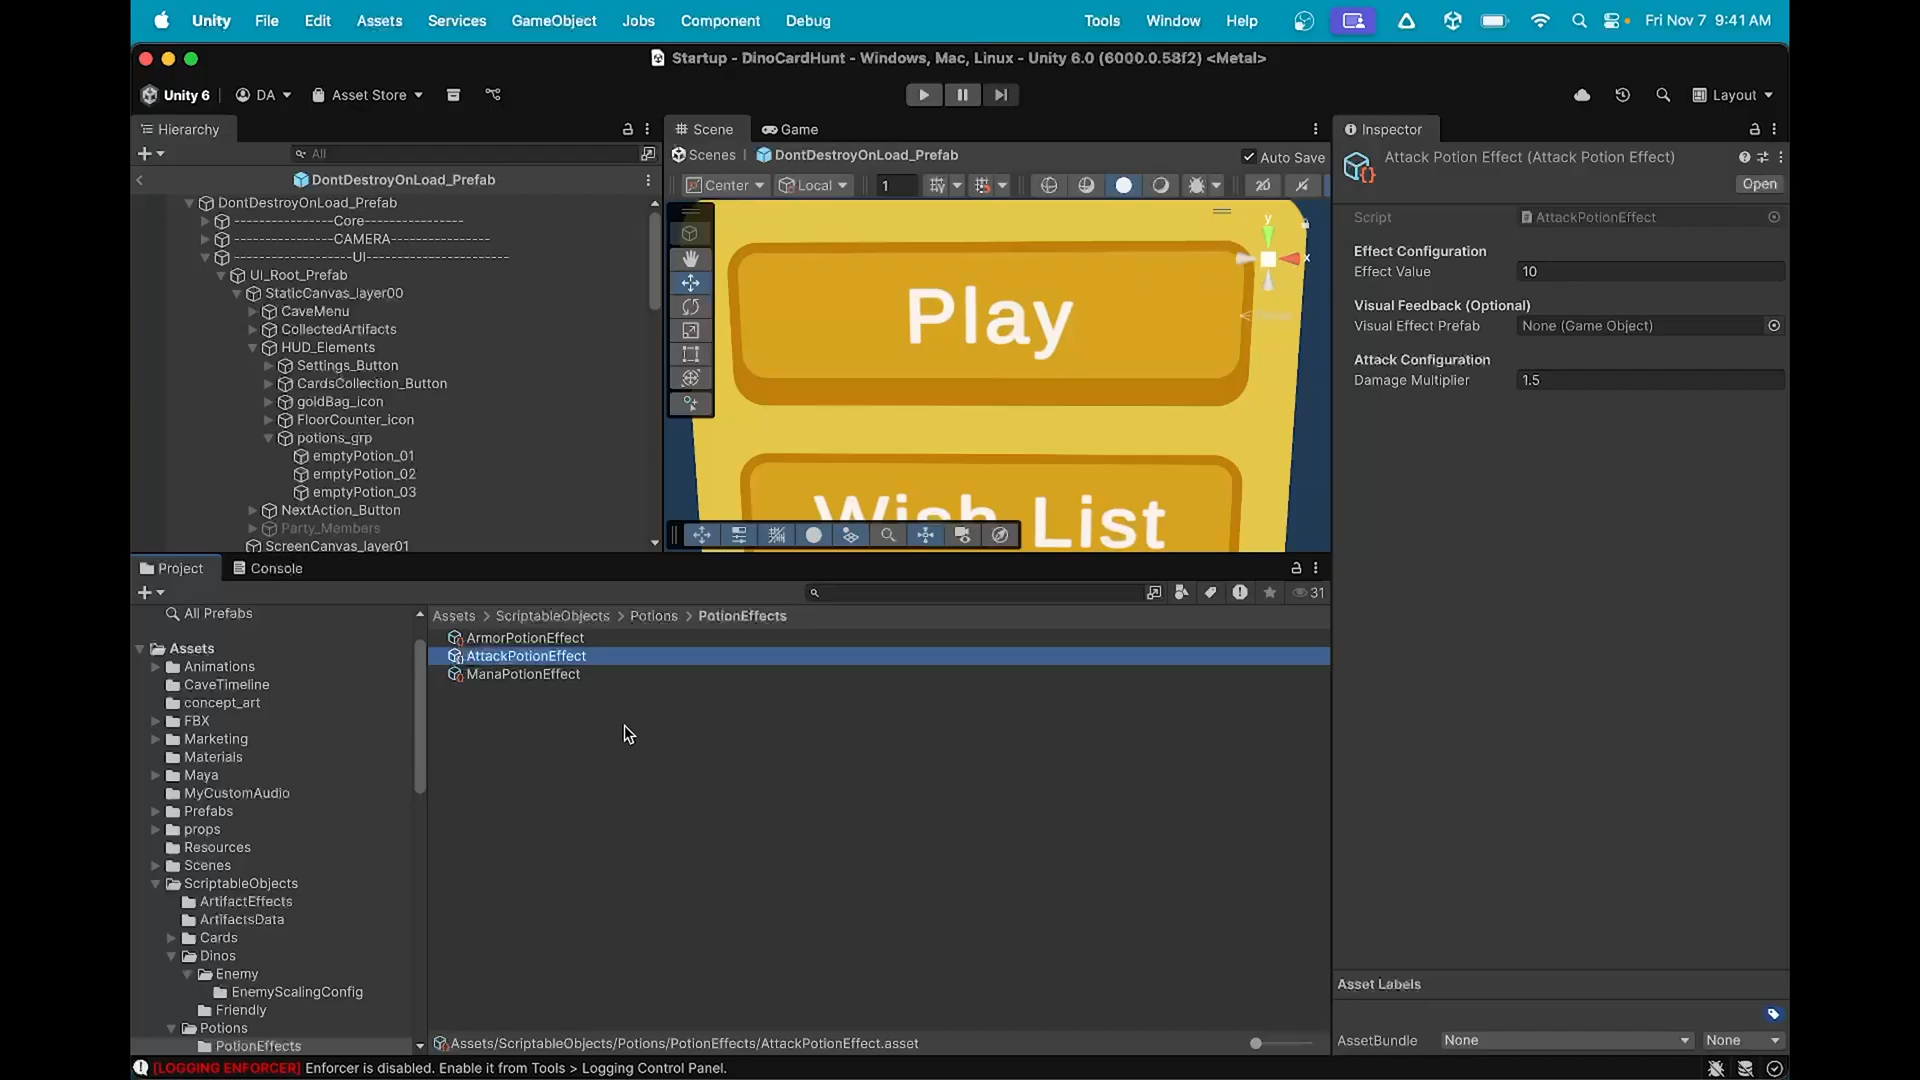 Unity File Edit Assets Services GameObject Jobs Component Debug Tools Window Help Fri Nov 7 9:41 AM
Startup - DinoCardHunt - Windows, Mac, Linux - Unity 6.0 (6000.0.58f2) <Metal>
Unity 6 DA Asset Store Layout
Hierarchy
All
DontDestroyOnLoad_Prefab
DontDestroyOnLoad_Prefab
----------------Core----------------
----------------CAMERA----------------
----------------UI-----------------------
UI_Root_Prefab
StaticCanvas_layer00
CaveMenu
CollectedArtifacts
HUD_Elements
Settings_Button
CardsCollection_Button
goldBag_icon
FloorCounter_icon
potions_grp
emptyPotion_01
emptyPotion_02
emptyPotion_03
NextAction_Button
Party_Members
ScreenCanvas_layer01
Scene Game
Scenes DontDestroyOnLoad_Prefab Auto Save
Center Local 1 2D
y
x
Play
Wish List
Inspector
Attack Potion Effect (Attack Potion Effect)
Open
Script AttackPotionEffect
Effect Configuration
Effect Value 10
Visual Feedback (Optional)
Visual Effect Prefab None (Game Object)
Attack Configuration
Damage Multiplier 1.5
Asset Labels
AssetBundle None None
Project Console
31
All Prefabs
Assets
Animations
CaveTimeline
concept_art
FBX
Marketing
Materials
Maya
MyCustomAudio
Prefabs
props
Resources
Scenes
ScriptableObjects
ArtifactEffects
ArtifactsData
Cards
Dinos
Enemy
EnemyScalingConfig
Friendly
Potions
PotionEffects
Assets > ScriptableObjects > Potions > PotionEffects
ArmorPotionEffect
AttackPotionEffect
ManaPotionEffect
Assets/ScriptableObjects/Potions/PotionEffects/AttackPotionEffect.asset
[LOGGING ENFORCER] Enforcer is disabled. Enable it from Tools > Logging Control Panel.